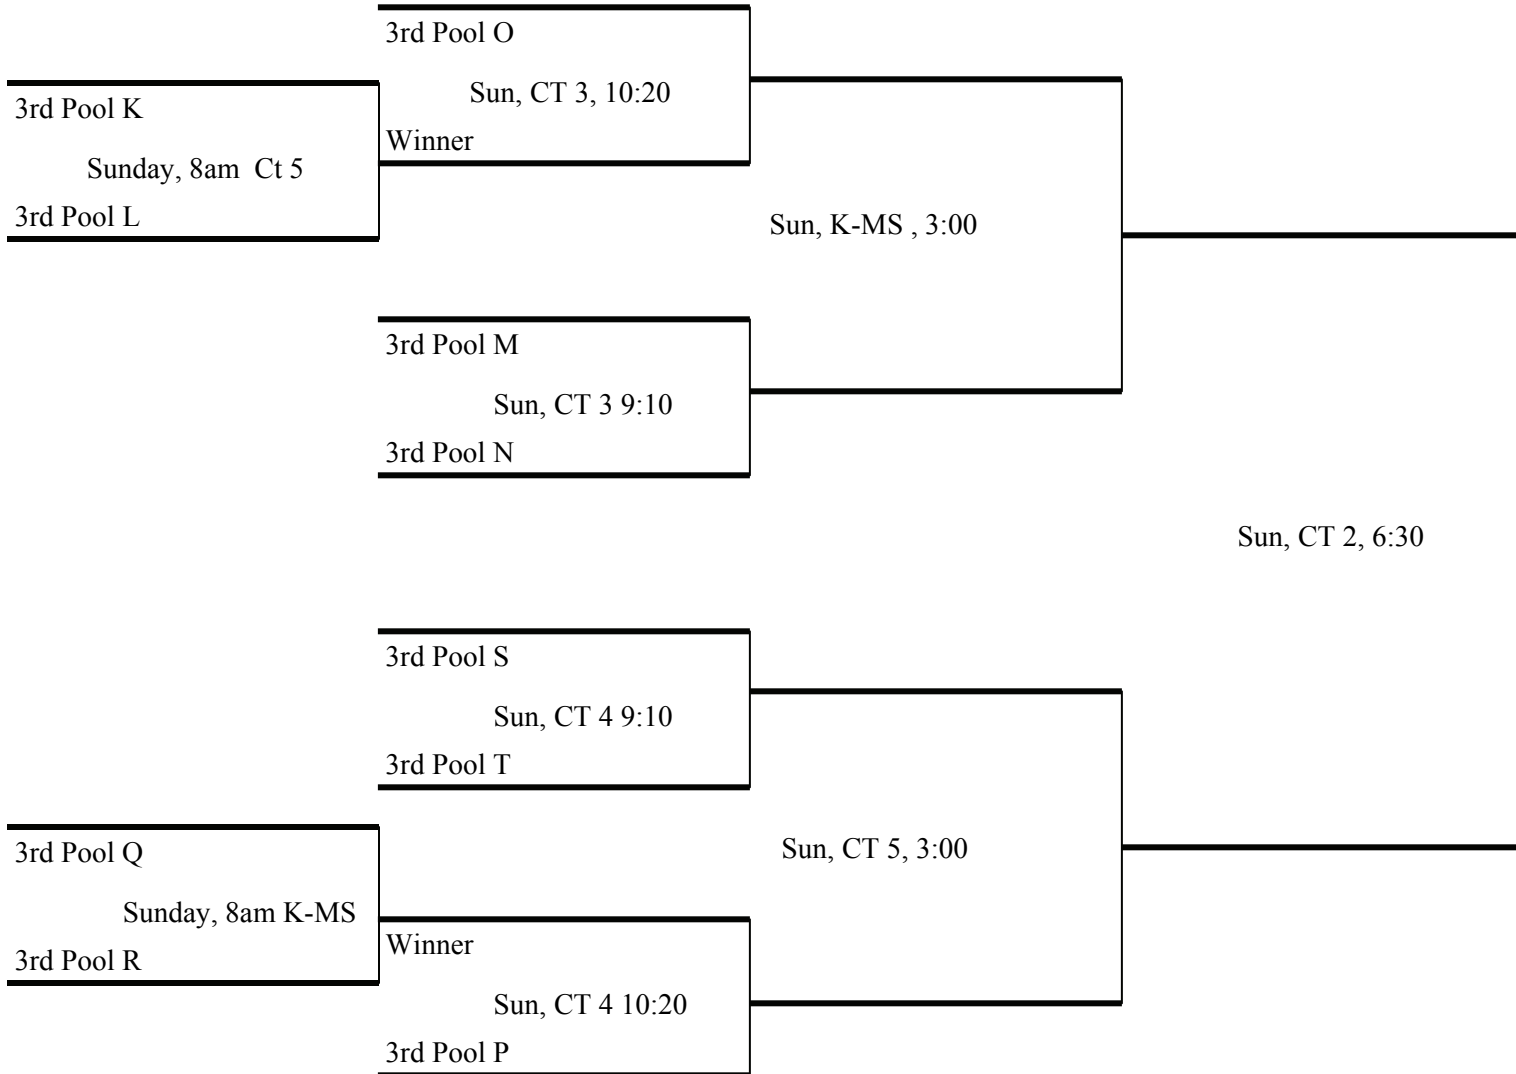 3rd Pool O
Sun, CT 3, 10:20
3rd Pool K
Winner
Sunday, 8am  Ct 5
3rd Pool L
Sun, K-MS , 3:00
3rd Pool M
Sun, CT 3 9:10
3rd Pool N
Sun, CT 2, 6:30
3rd Pool S
Sun, CT 4 9:10
3rd Pool T
3rd Pool Q
Sun, CT 5, 3:00
Sunday, 8am K-MS
Winner
3rd Pool R
Sun, CT 4 10:20
3rd Pool P